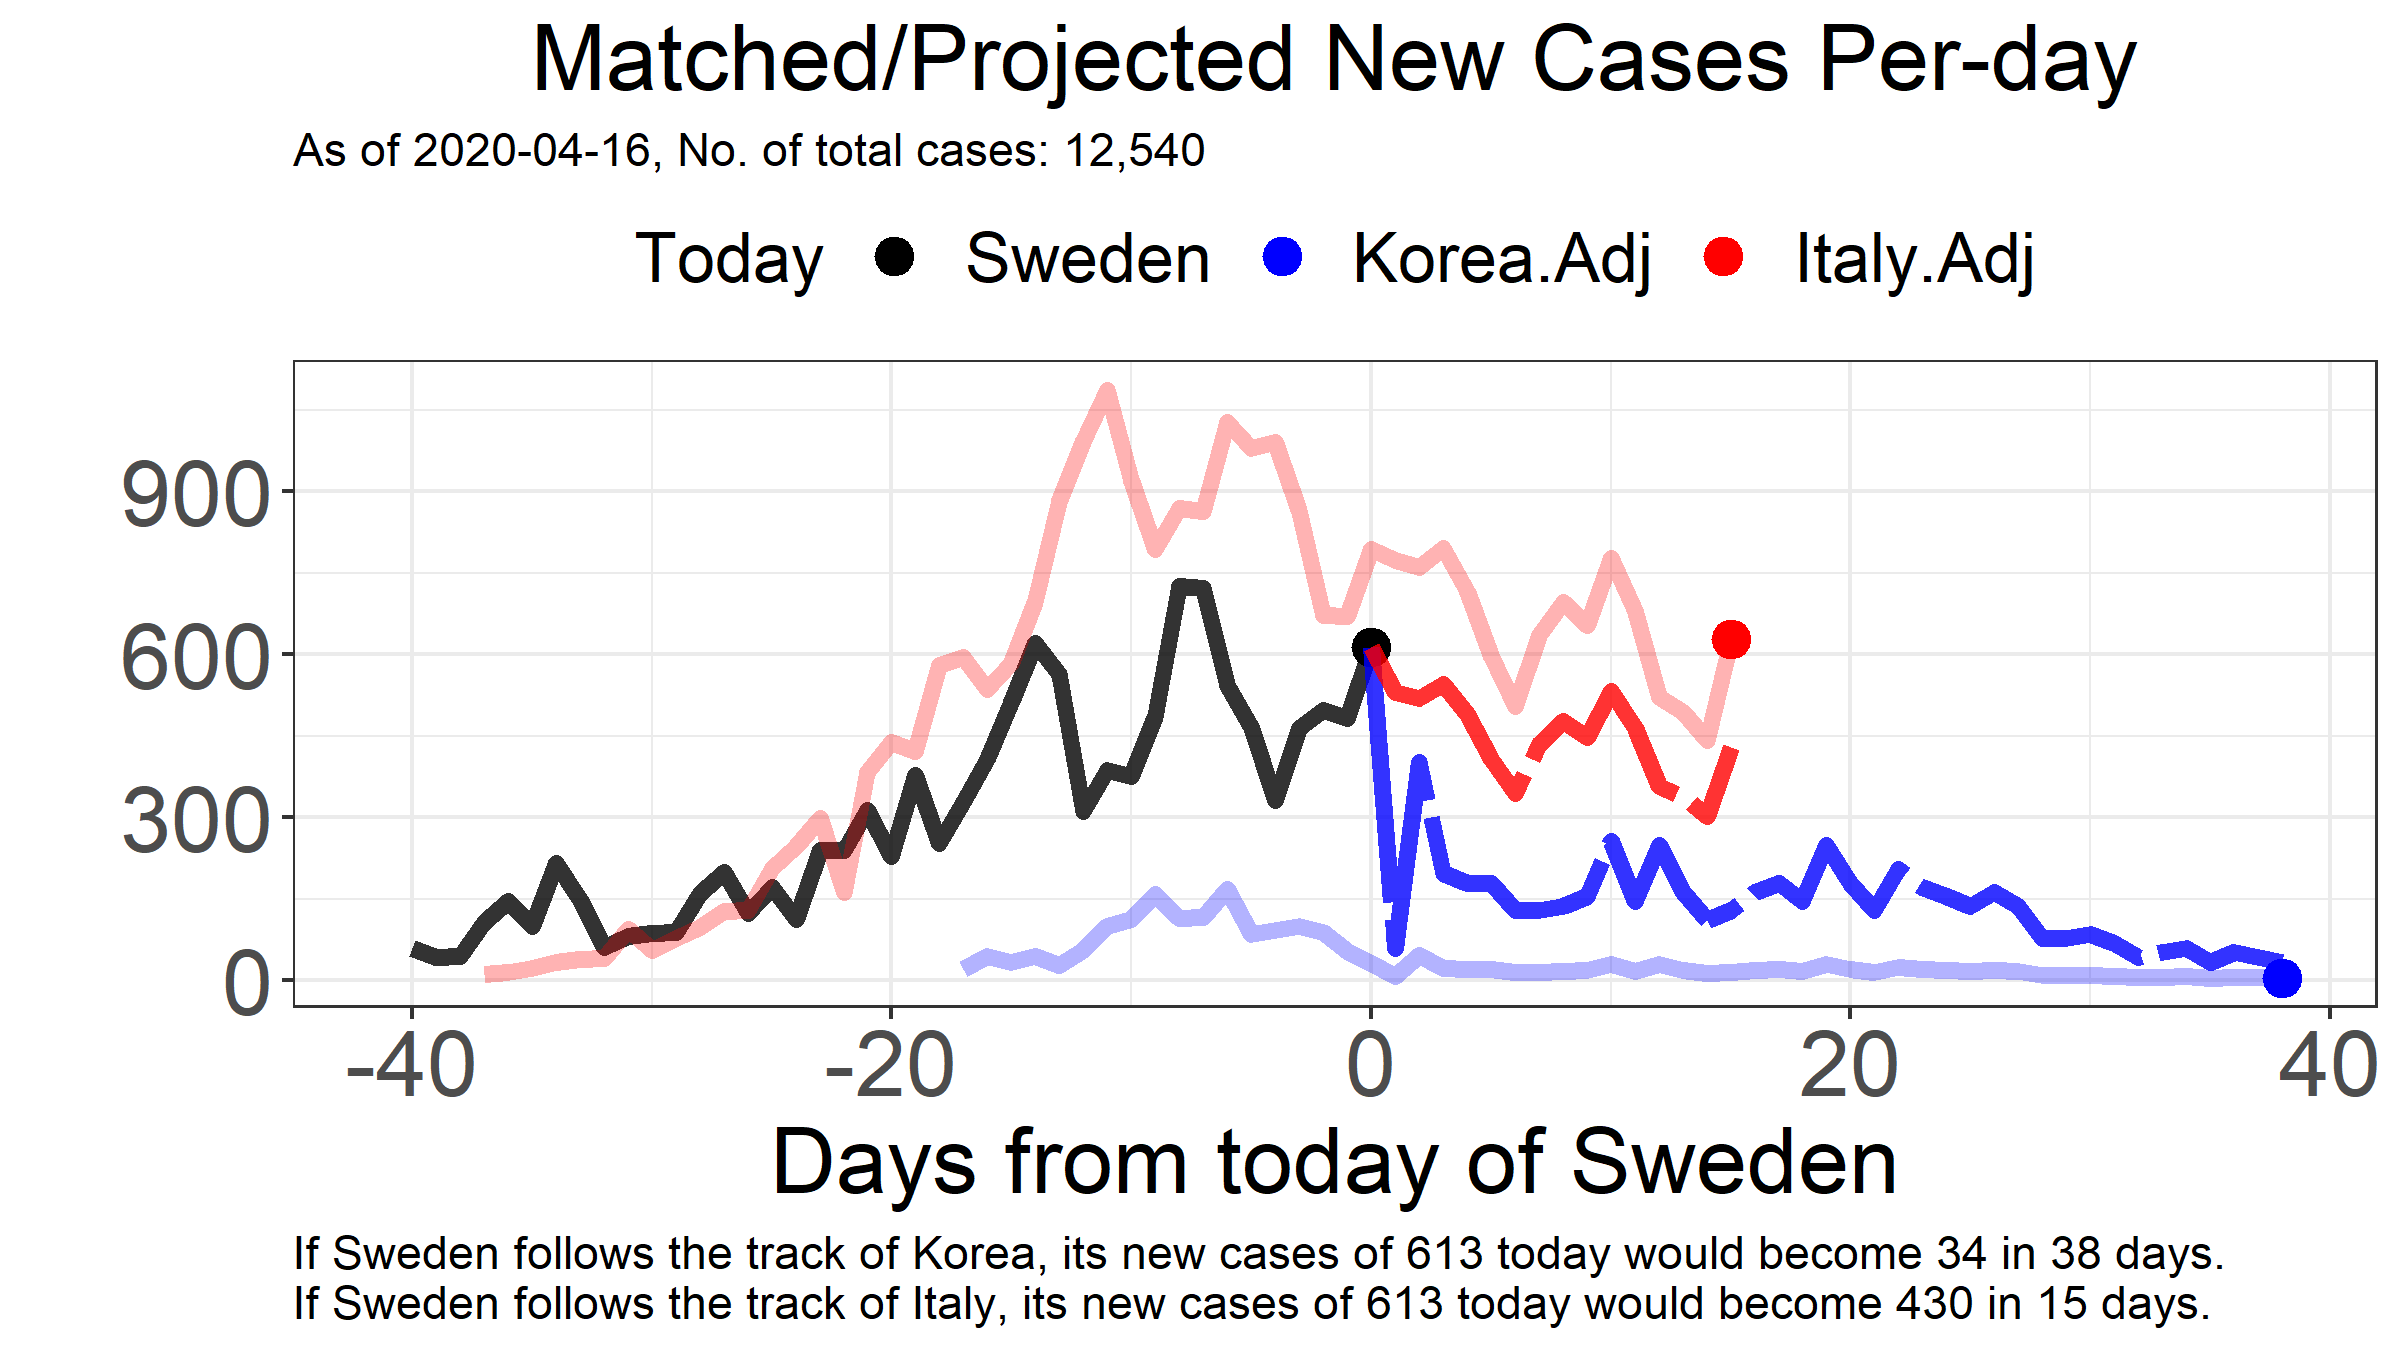 Matched/Projected New Cases Per-day
As of 2020-04-16, No. of total cases: 12,540
Today Sweden Korea.Adj Italy.Adj
900
600
300
0
-40 -20 0 20 40
Days from today of Sweden
If Sweden follows the track of Korea, its new cases of 613 today would become 34 in 38 days.
If Sweden follows the track of Italy, its new cases of 613 today would become 430 in 15 days.